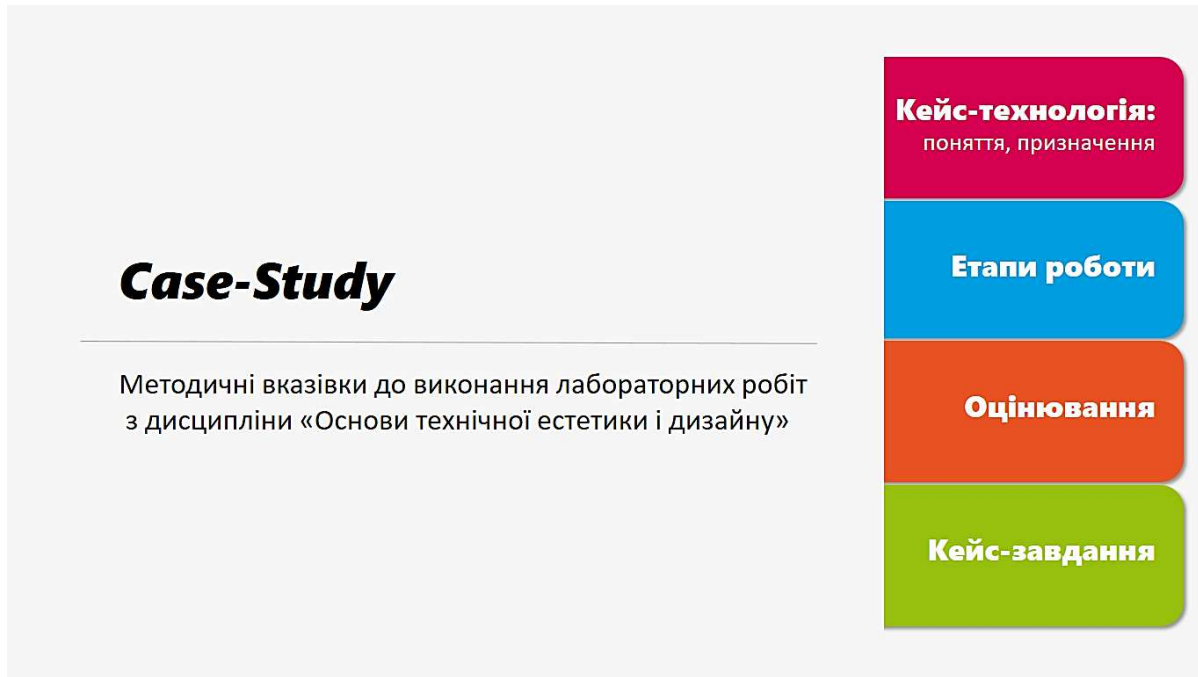 Case-Study
Методичні вказівки до виконання лабораторних робіт
з дисципліни «Основи технічної естетики і дизайну»
Кейс-технологія:
поняття, призначення
Етапи роботи
Оцінювання
Кейс-завдання